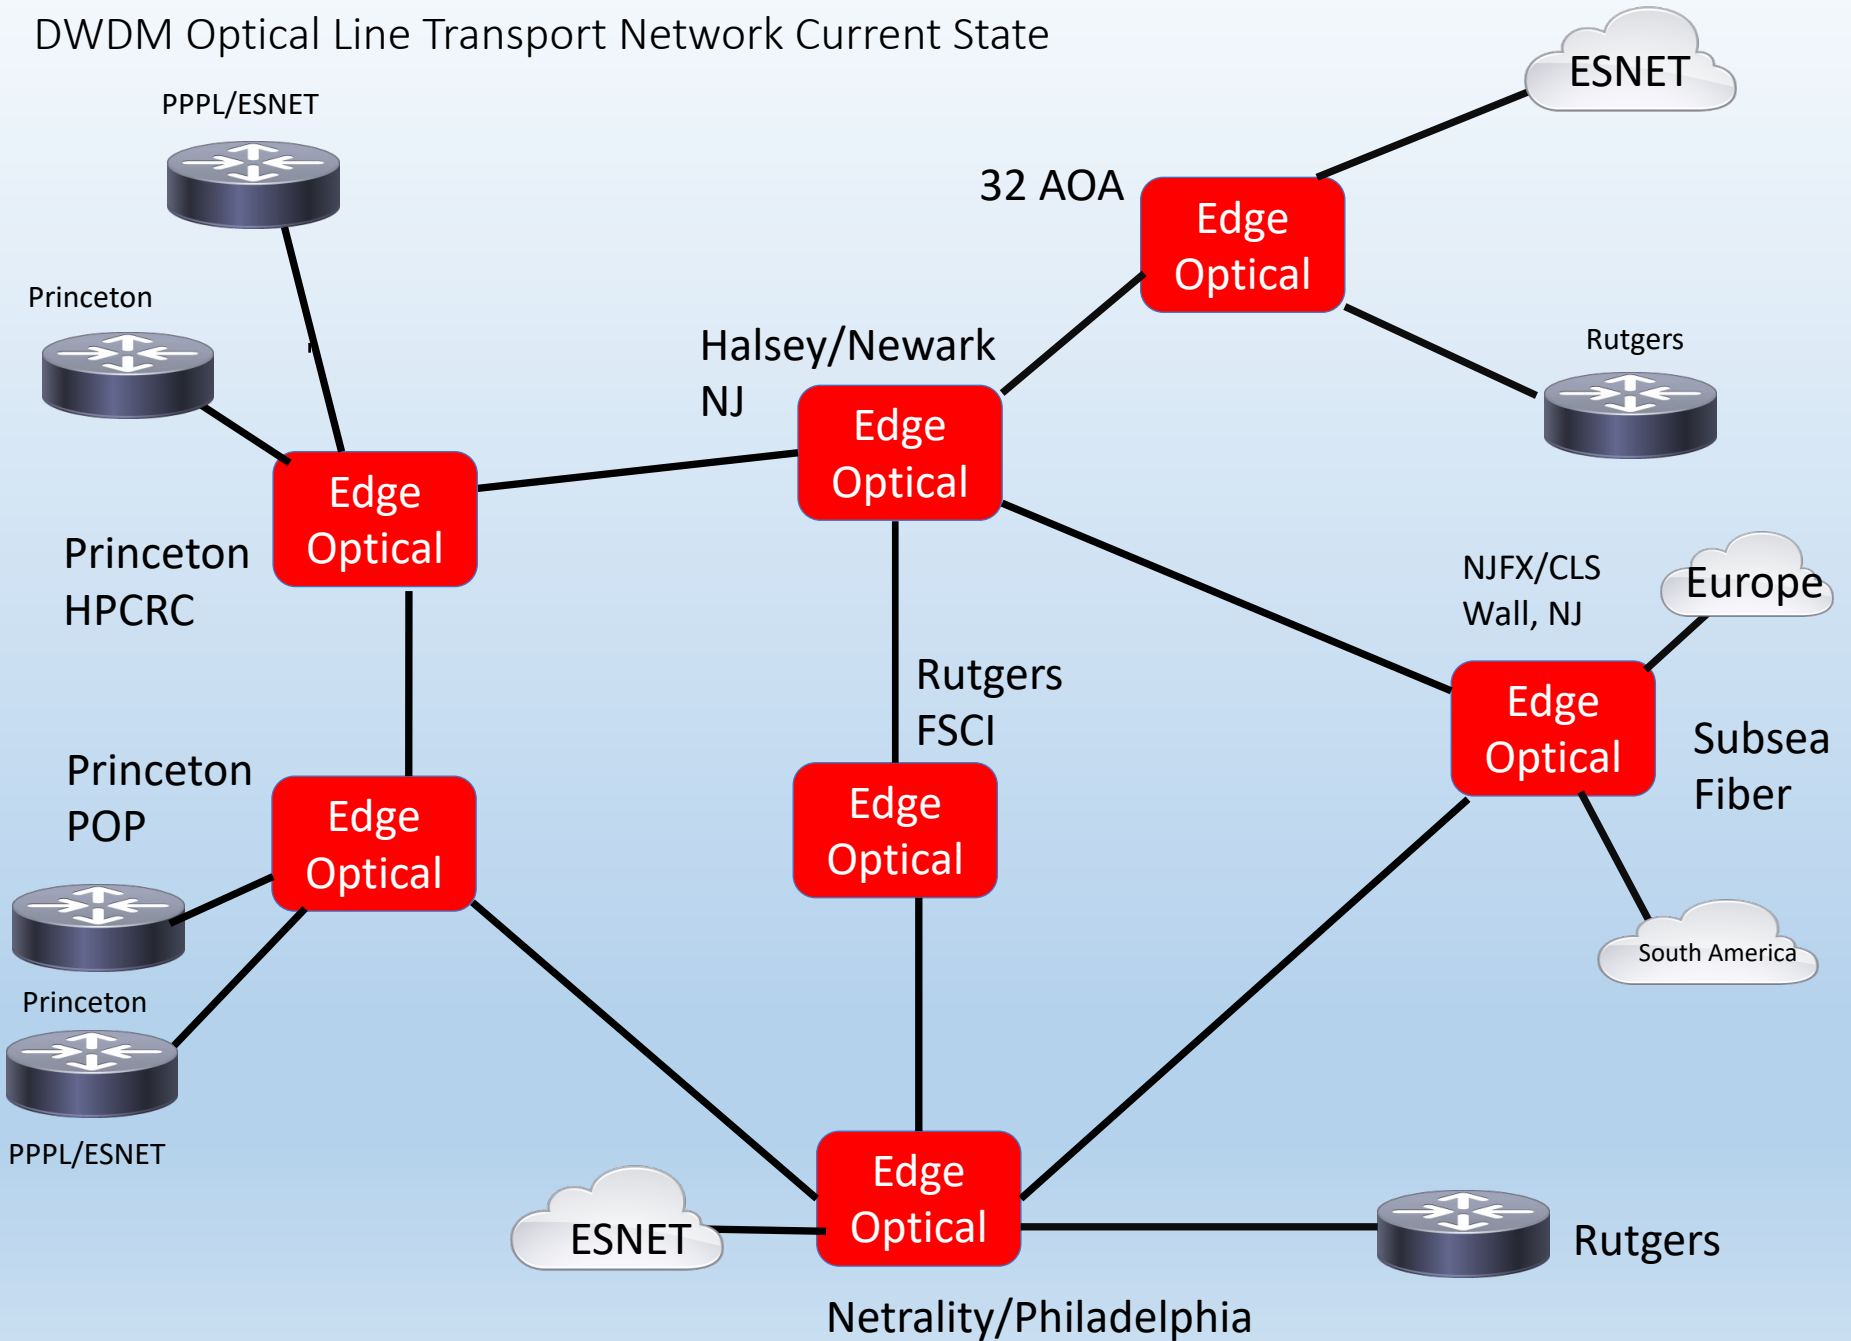 DWDM Optical Line Transport Network Current State
ESNET
PPPL/ESNET
32 AOA
Edge
Optical
Princeton
Halsey/Newark
NJ
Rutgers
Edge
Optical
Edge
Optical
Princeton
HPCRC
NJFX/CLS
Wall, NJ
Europe
Rutgers
FSCI
Edge
Optical
Subsea
Fiber
Princeton
POP
Edge
Optical
Edge
Optical
South America
Princeton
PPPL/ESNET
Edge
Optical
ESNET
Rutgers
Netrality/Philadelphia